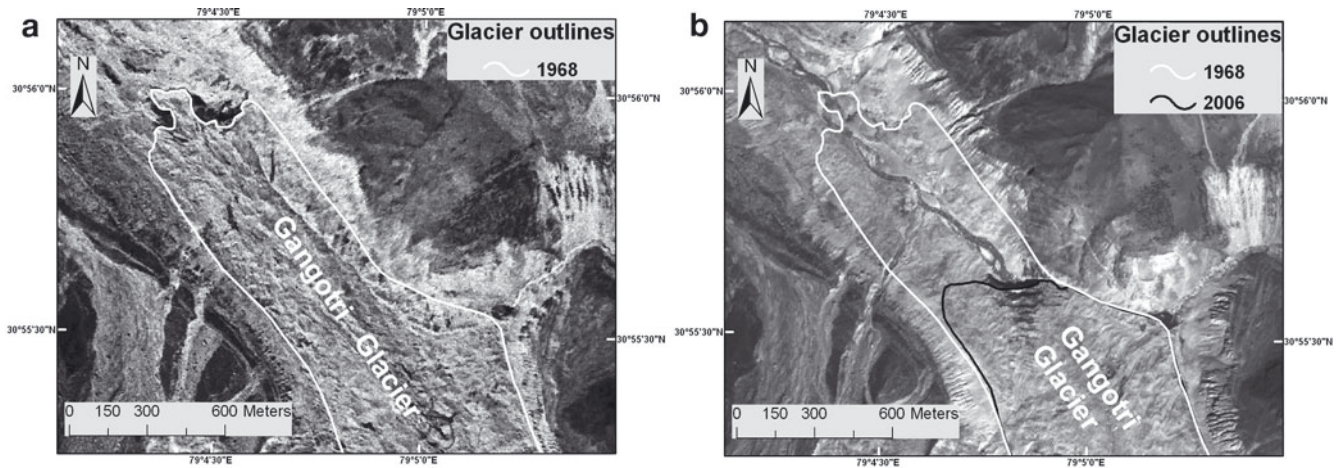 a
79°4'30"E
79°5'0"E
Glacier outlines
1968
N
30°56'0"N
30°56'0"N
Gangotri Glacier
30°55'30"N
30°55'30"N
0 150 300 600 Meters
79°4'30"E
79°5'0"E
b
79°4'30"E
79°5'0"E
Glacier outlines
1968
2006
N
30°56'0"N
30°56'0"N
Gangotri
Glacier
30°55'30"N
30°55'30"N
0 150 300 600 Meters
79°4'30"E
79°5'0"E